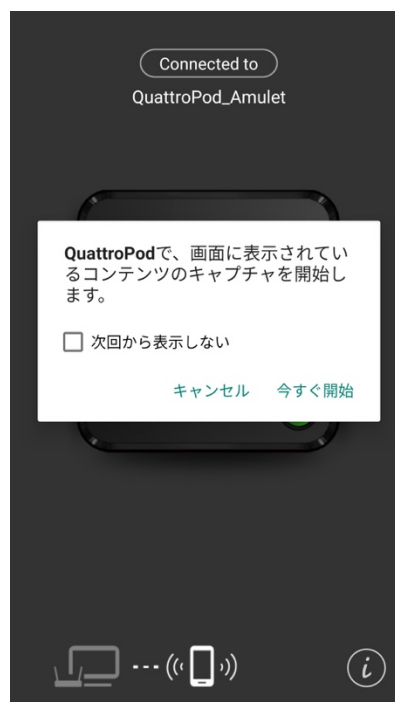 Connected to
QuattroPod_Amulet
QuattroPodで、画面に表示されてい
るコンテンツのキャプチャを開始し
ます。
次回から表示しない
キャンセル 今すぐ開始
i